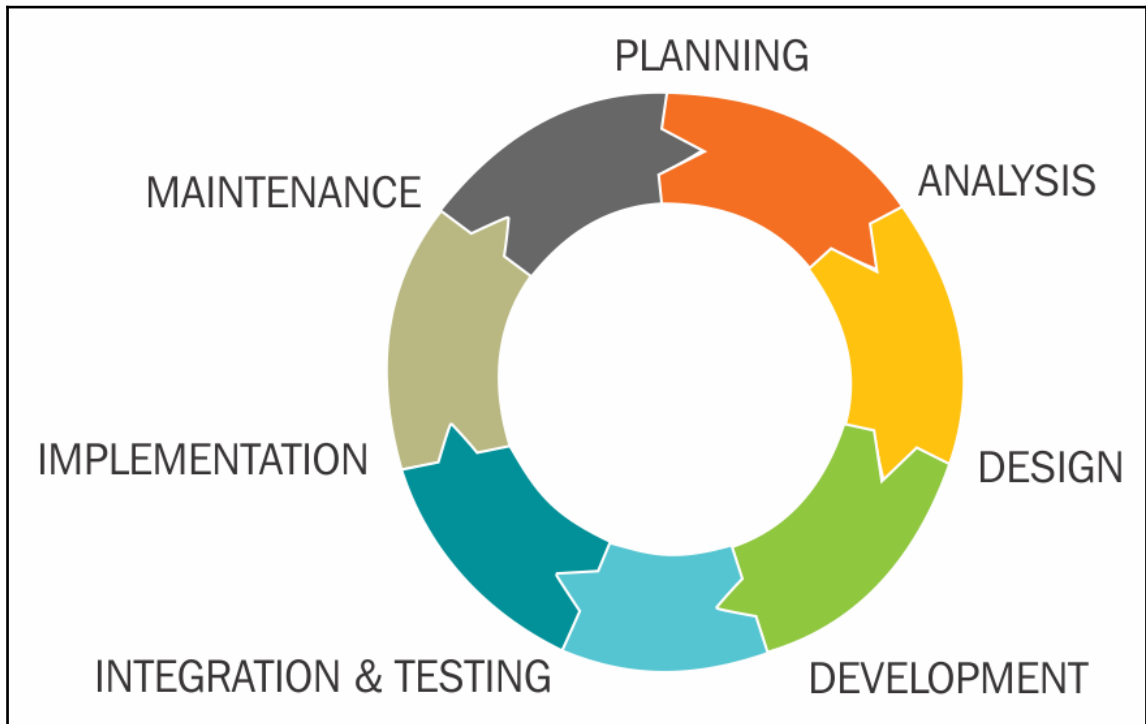 PLANNING
ANALYSIS
DESIGN
DEVELOPMENT
INTEGRATION & TESTING
IMPLEMENTATION
MAINTENANCE